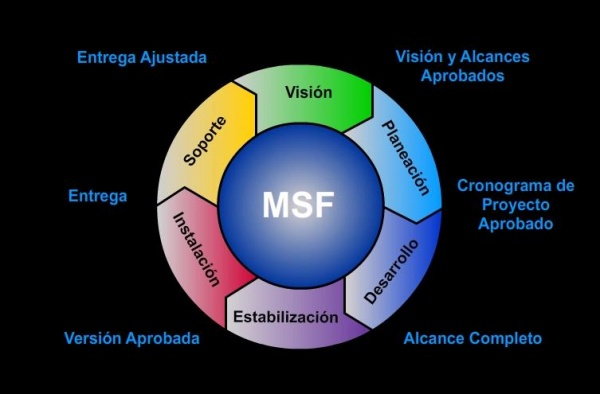 Entrega Ajustada
Visión y Alcances
Aprobados
Visión
Soporte
Planeación
MSF
Entrega
Cronograma de
Proyecto
Aprobado
Instalación
Desarrollo
Estabilización
Versión Aprobada
Alcance Completo